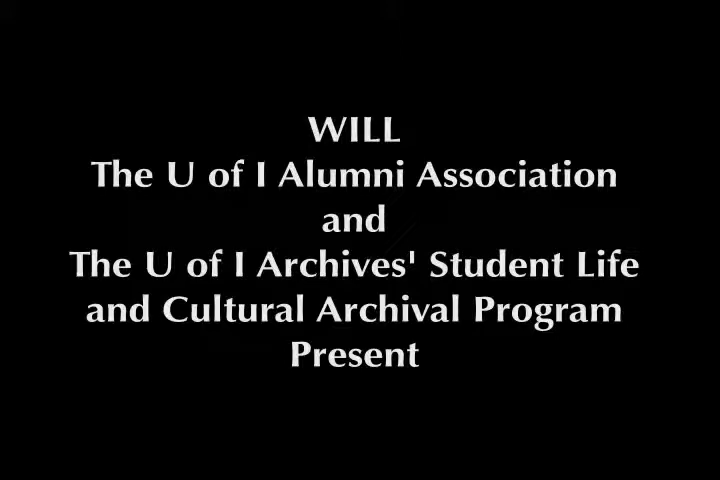 WILL
The U of I Alumni Association
and
The U of I Archives' Student Life
and Cultural Archival Program
Present